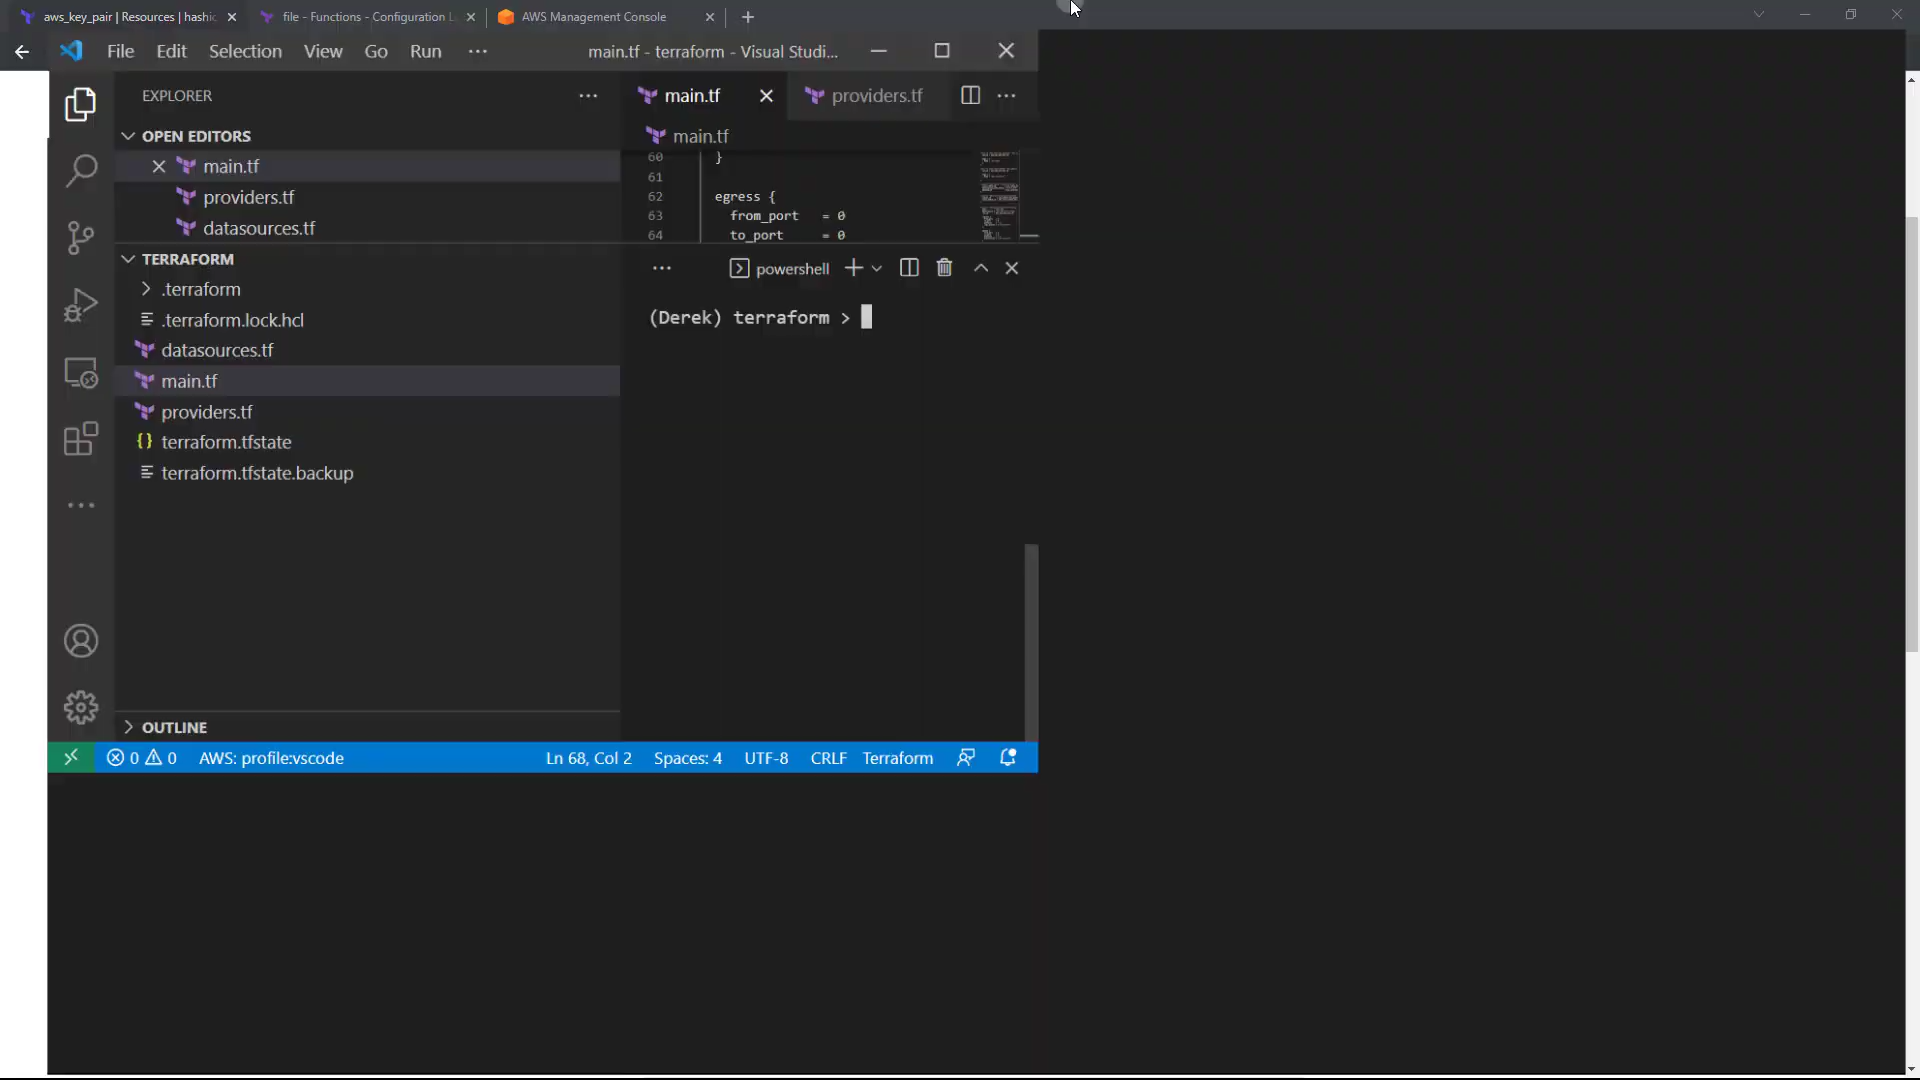 aws_key_pair | Resources | hashic
file - Functions - Configuration L
AWS Management Console
File Edit Selection View Go Run
main.tf - terraform - Visual Studi...
EXPLORER
main.tf
providers.tf
OPEN EDITORS
main.tf
main.tf
providers.tf
datasources.tf
60 }
61
62 egress {
63 from_port = 0
64 to_port = 0
TERRAFORM
powershell
.terraform
.terraform.lock.hcl
datasources.tf
main.tf
providers.tf
terraform.tfstate
terraform.tfstate.backup
(Derek) terraform >
OUTLINE
0 0 AWS: profile:vscode
Ln 68, Col 2 Spaces: 4 UTF-8 CRLF Terraform